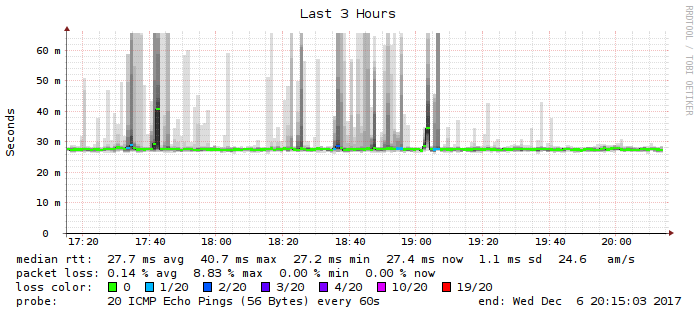 Last 3 Hours
RRDTOOL / TOBI OETIKER
Seconds
60 m
50 m
40 m
30 m
20 m
10 m
0
17:20 17:40 18:00 18:20 18:40 19:00 19:20 19:40 20:00
median rtt: 27.7 ms avg 40.7 ms max 27.2 ms min 27.4 ms now 1.1 ms sd 24.6 am/s
packet loss: 0.14 % avg 8.83 % max 0.00 % min 0.00 % now
loss color: 0 1/20 2/20 3/20 4/20 10/20 19/20
probe: 20 ICMP Echo Pings (56 Bytes) every 60s end: Wed Dec 6 20:15:03 2017